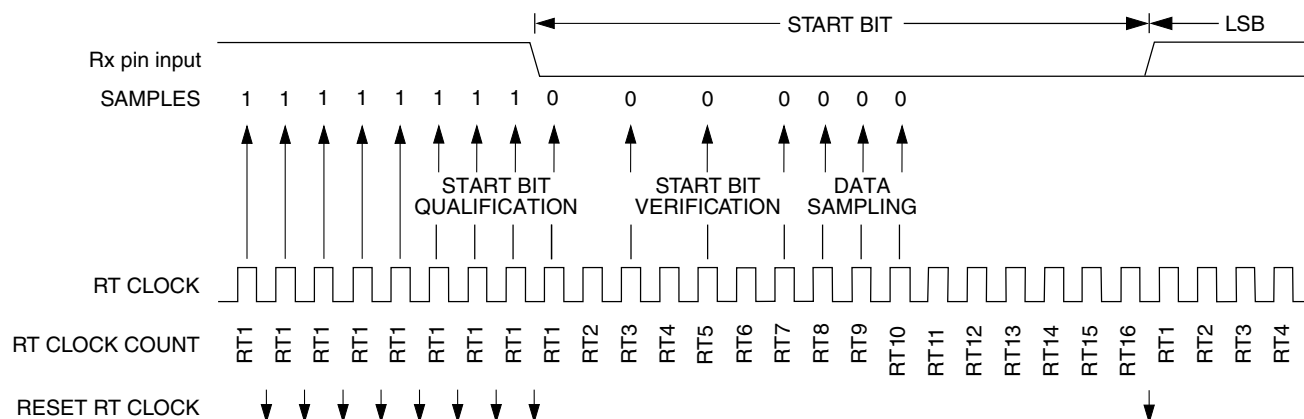 START BIT
LSB
Rx pin input
SAMPLES 1 1 1 1 1 1 1 1 0 0 0 0 0 0 0
START BIT QUALIFICATION
START BIT VERIFICATION
DATA SAMPLING
RT CLOCK
RT CLOCK COUNT RT1 RT1 RT1 RT1 RT1 RT1 RT1 RT1 RT1 RT2 RT3 RT4 RT5 RT6 RT7 RT8 RT9 RT10 RT11 RT12 RT13 RT14 RT15 RT16 RT1 RT2 RT3 RT4
RESET RT CLOCK